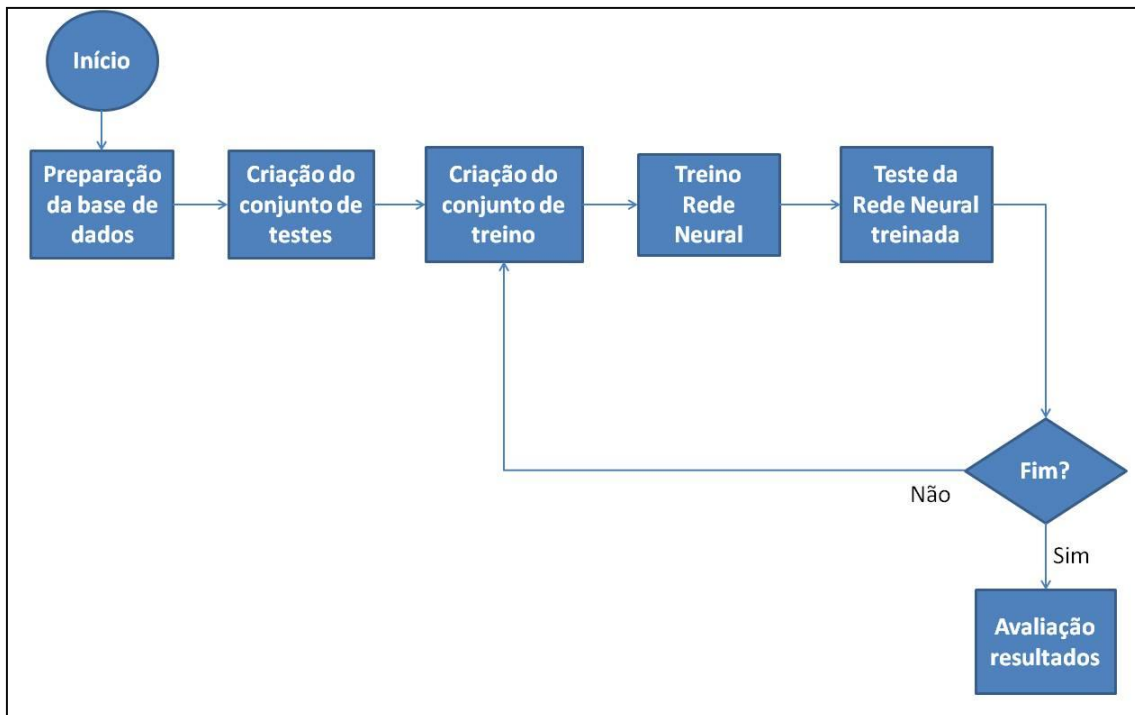 Início
Preparação
da base de
dados
Criação do
conjunto de
testes
Criação do
conjunto de
treino
Treino
Rede
Neural
Teste da
Rede Neural
treinada
Fim?
Não
Sim
Avaliação
resultados